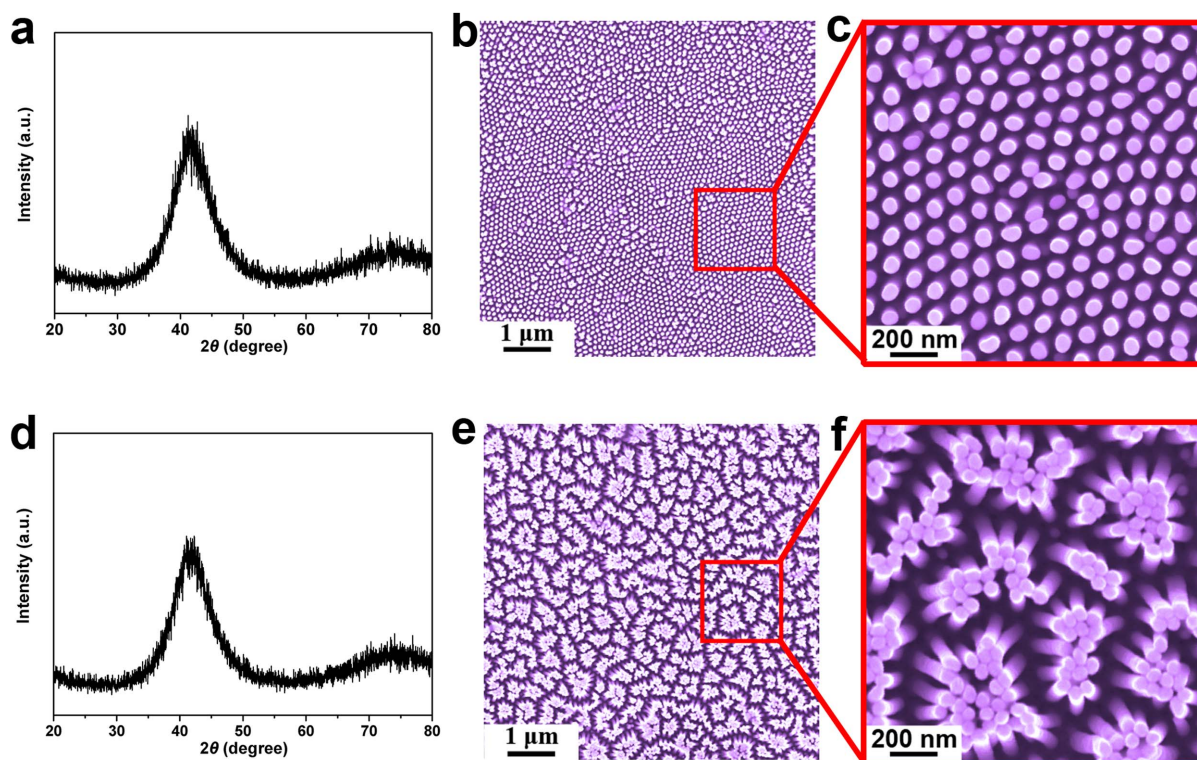 a
Intensity (a.u.)
20 30 40 50 60 70 80
2θ (degree)
b
1 µm
c
200 nm
d
Intensity (a.u.)
20 30 40 50 60 70 80
2θ (degree)
e
1 µm
f
200 nm